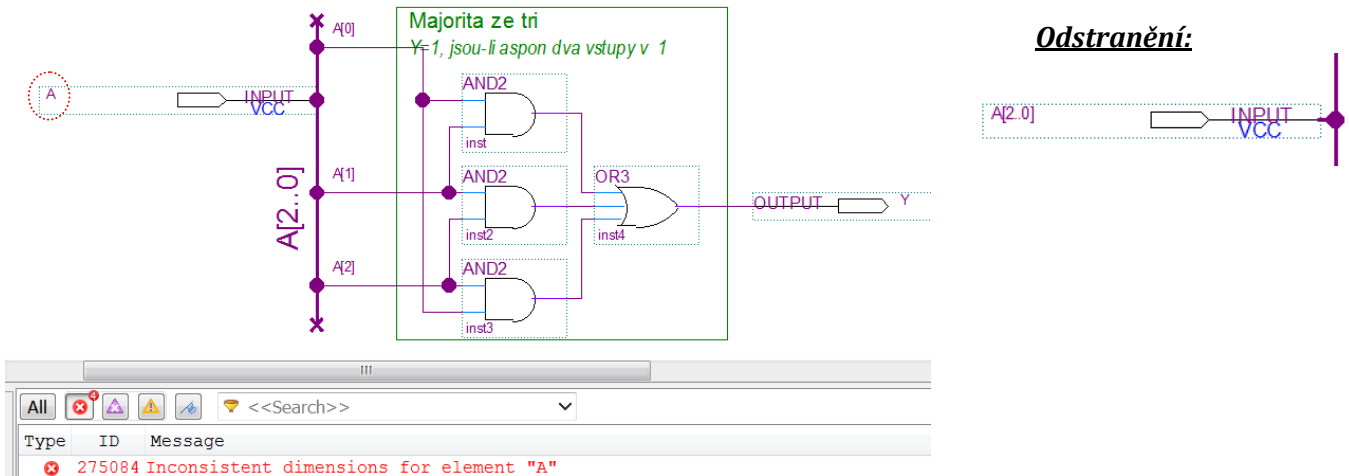 Majorita ze tri
Y=1, jsou-li aspon dva vstupy v 1
Odstranění:
A[0]
A
INPUT
VCC
AND2
inst
A[2..0]
INPUT
VCC
A[2..0]
A[1]
AND2
inst2
OR3
inst4
OUTPUT
Y
A[2]
AND2
inst3
All
4
<<Search>>
Type ID Message
275084 Inconsistent dimensions for element "A"